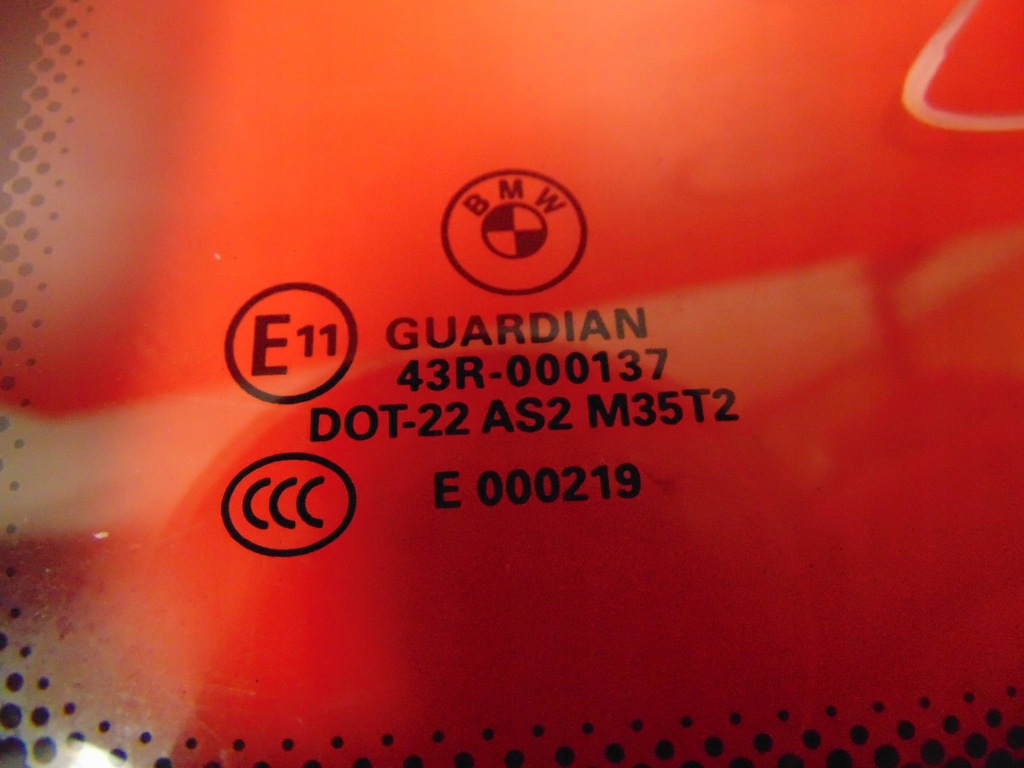 BMW
E11
GUARDIAN
43R-000137
DOT-22 AS2 M35T2
CCC
E 000219